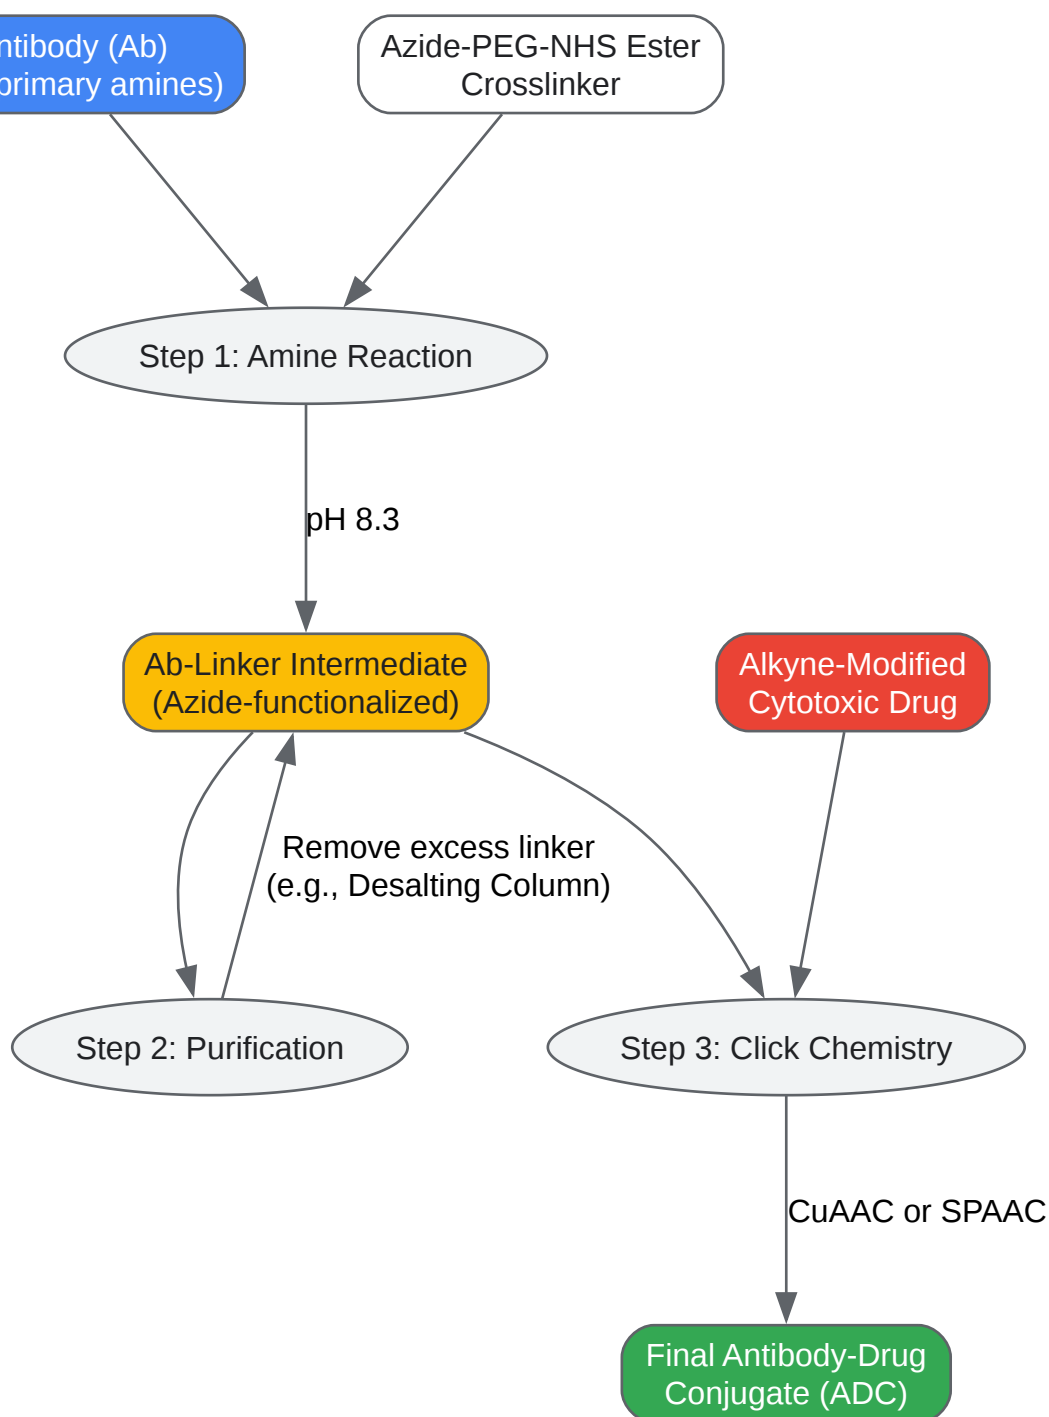 ntibody (Ab)
primary amines)
Azide-PEG-NHS Ester
Crosslinker
Step 1: Amine Reaction
pH 8.3
Ab-Linker Intermediate
(Azide-functionalized)
Alkyne-Modified
Cytotoxic Drug
Remove excess linker
(e.g., Desalting Column)
Step 2: Purification
Step 3: Click Chemistry
CuAAC or SPAAC
Final Antibody-Drug
Conjugate (ADC)